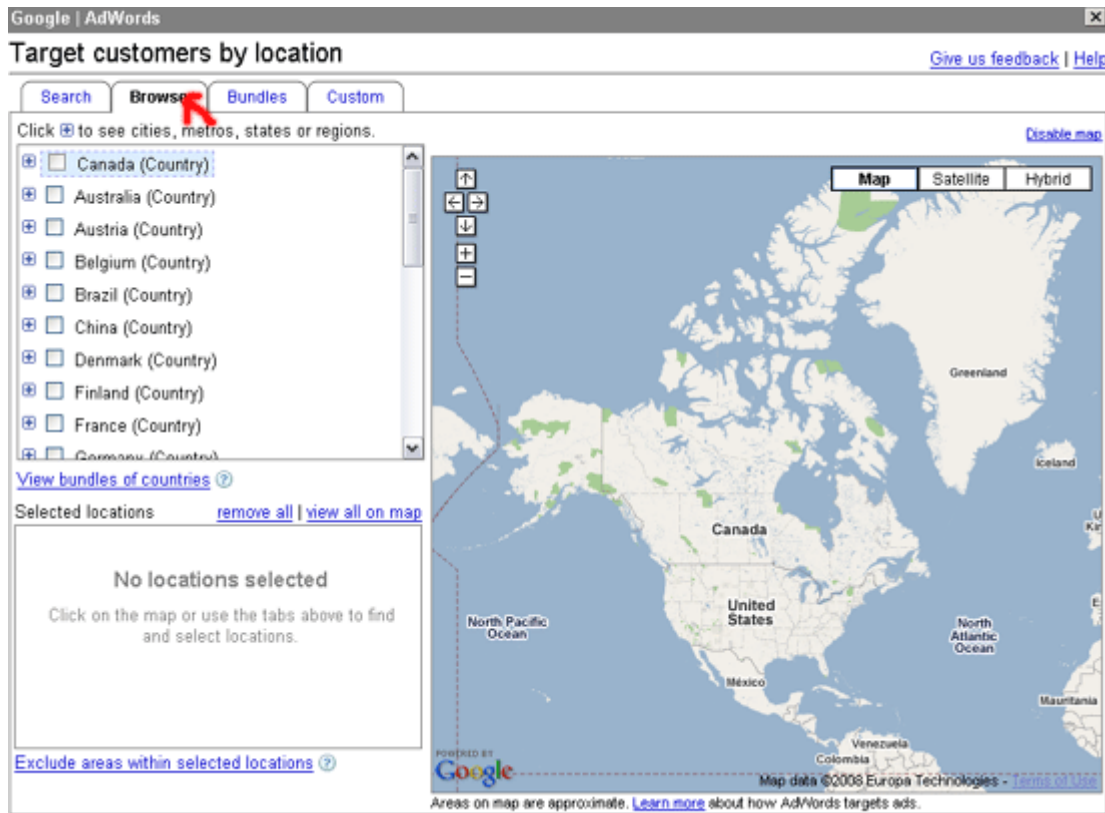 Google | AdWords
Target customers by location
Give us feedback | Help
Search Browse Bundles Custom
Click to see cities, metros, states or regions.
Disable map
Canada (Country)
Australia (Country)
Austria (Country)
Belgium (Country)
Brazil (Country)
China (Country)
Denmark (Country)
Finland (Country)
France (Country)
Germany (Country)
View bundles of countries ?
Selected locations remove all | view all on map
No locations selected
Click on the map or use the tabs above to find
and select locations.
Exclude areas within selected locations ?
Map Satellite Hybrid
Greenland
Iceland
Canada
United
States
North Pacific
Ocean
North
Atlantic
Ocean
México
Mauritania
Venezuela
Colombia
POWERED BY
Google
Map data ©2008 Europa Technologies - Terms of Use
Areas on map are approximate. Learn more about how AdWords targets ads.